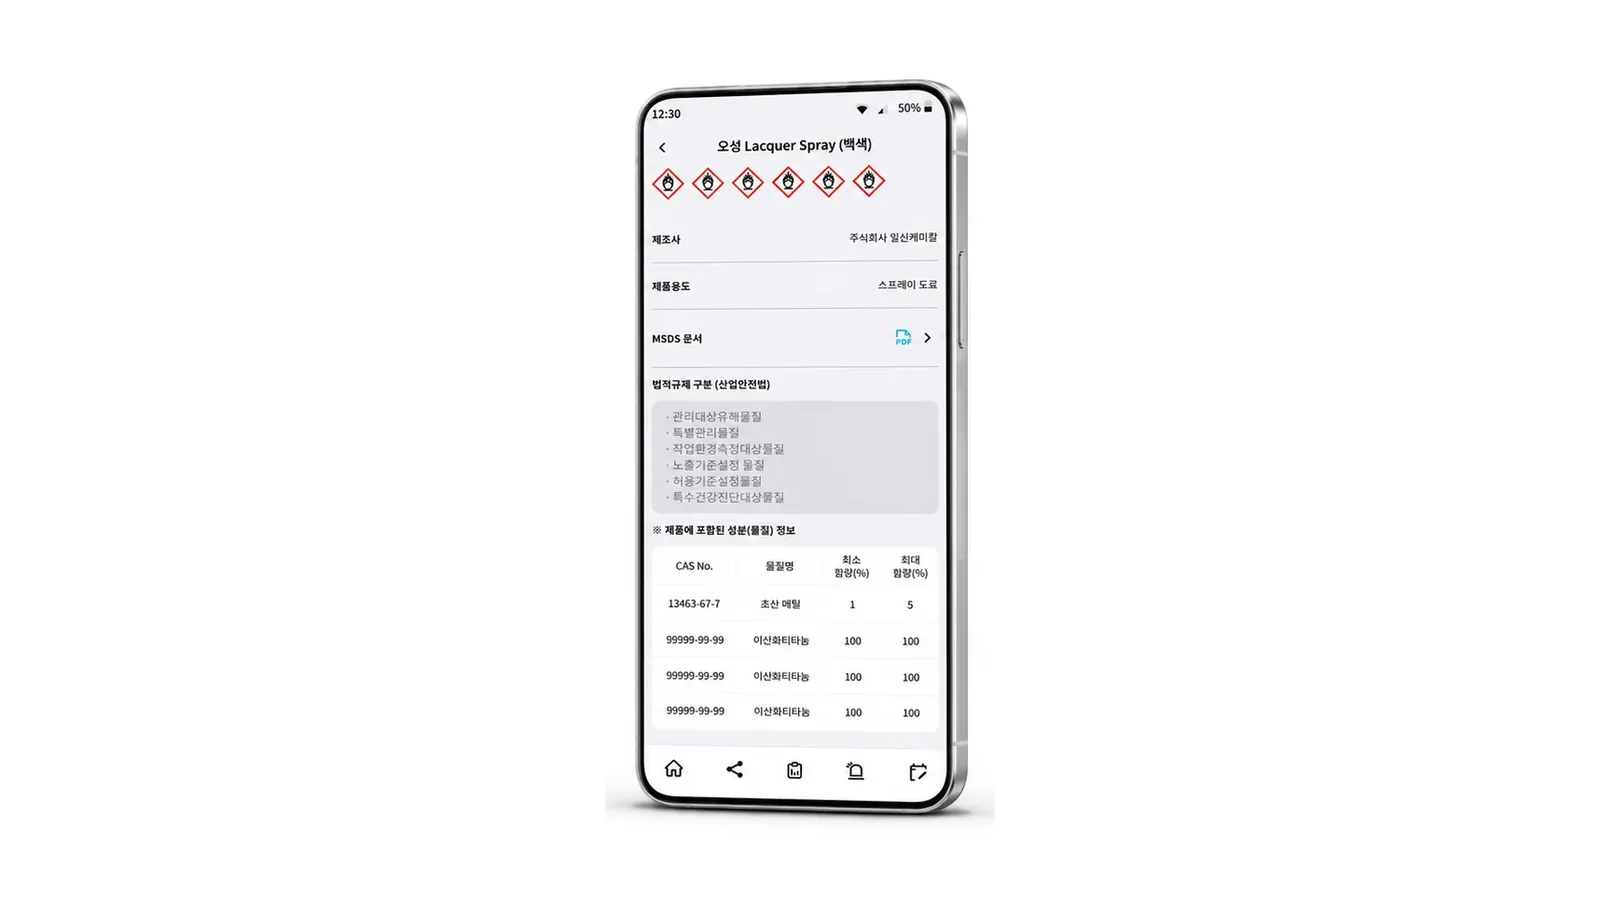 12:30
50%
오성 Lacquer Spray (백색)
제조사 주식회사 일신케미칼
제품용도 스프레이 도료
MSDS 문서 PDF
법적규제 구분 (산업안전법)
· 관리대상유해물질
· 특별관리물질
· 작업환경측정대상물질
· 노출기준설정 물질
· 허용기준설정물질
· 특수건강진단대상물질
※ 제품에 포함된 성분(물질) 정보
CAS No. 물질명 최소 함량(%) 최대 함량(%)
13463-67-7 초산 메틸 1 5
99999-99-99 이산화티타늄 100 100
99999-99-99 이산화티타늄 100 100
99999-99-99 이산화티타늄 100 100